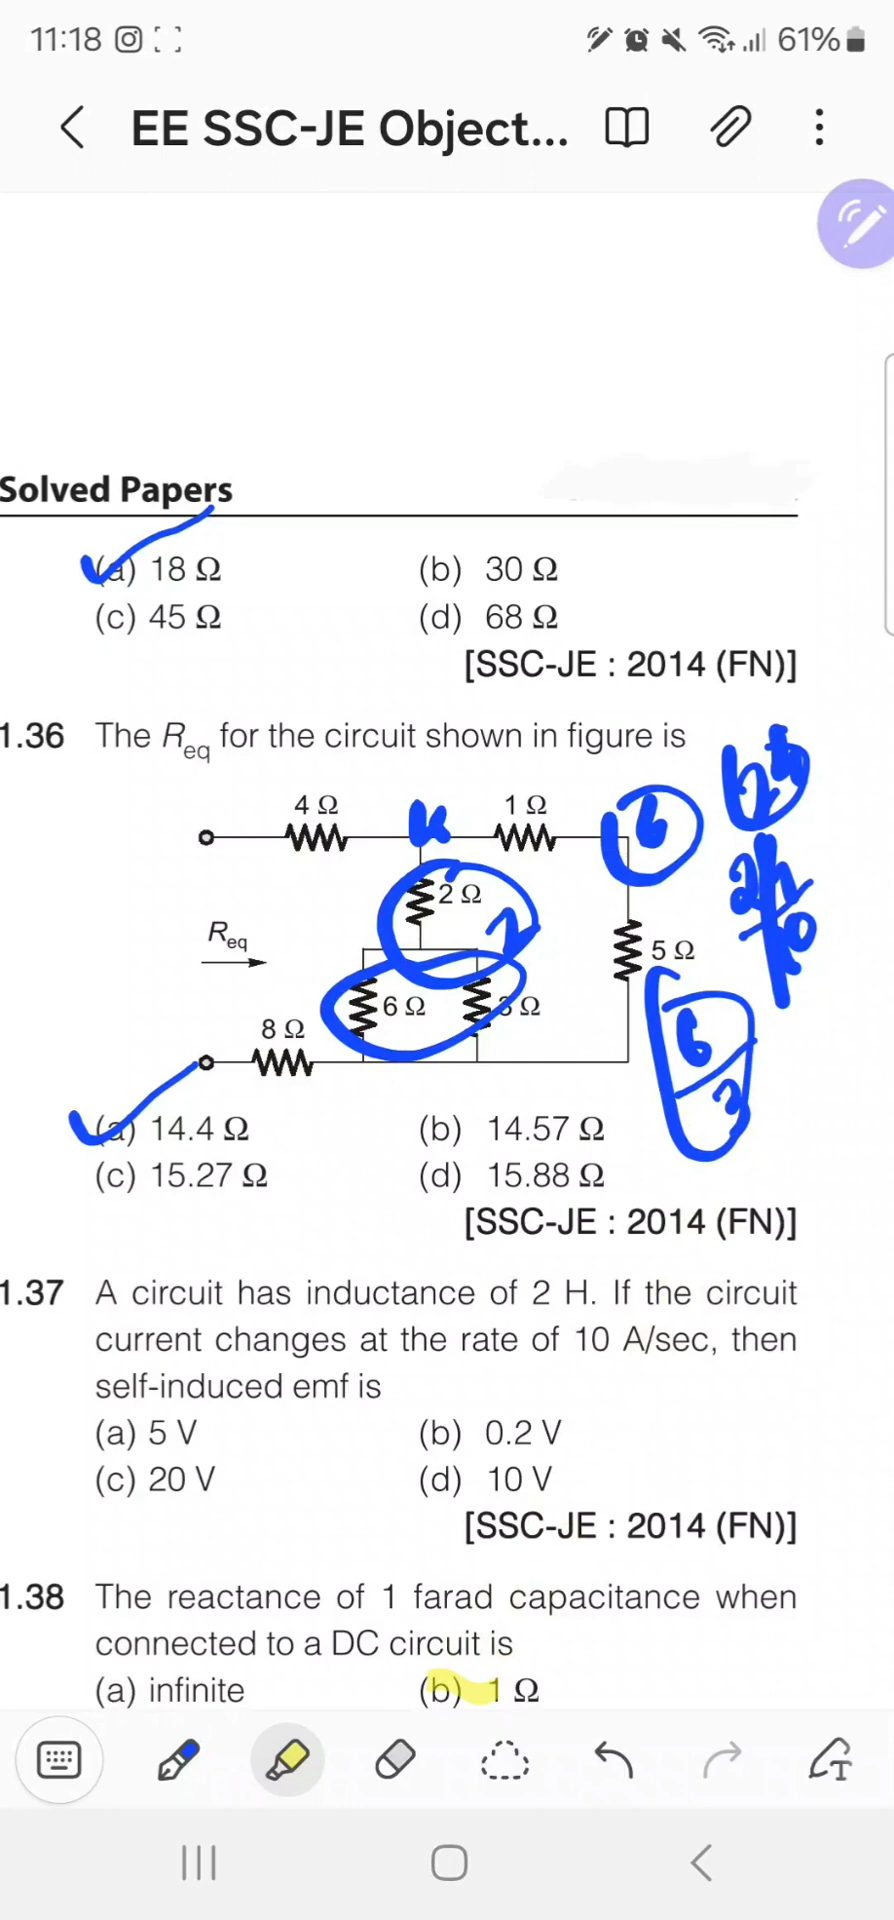 11:18 61%
EE SSC-JE Object...
Solved Papers
(a) 18 Ω (b) 30 Ω
(c) 45 Ω (d) 68 Ω
[SSC-JE : 2014 (FN)]
1.36 The Req for the circuit shown in figure is
4 Ω 1 Ω
6
2 Ω
Req
5 Ω
6 Ω 3 Ω
8 Ω
6
(a) 14.4 Ω (b) 14.57 Ω
(c) 15.27 Ω (d) 15.88 Ω
[SSC-JE : 2014 (FN)]
1.37 A circuit has inductance of 2 H. If the circuit
current changes at the rate of 10 A/sec, then
self-induced emf is
(a) 5 V (b) 0.2 V
(c) 20 V (d) 10 V
[SSC-JE : 2014 (FN)]
1.38 The reactance of 1 farad capacitance when
connected to a DC circuit is
(a) infinite (b) 1 Ω